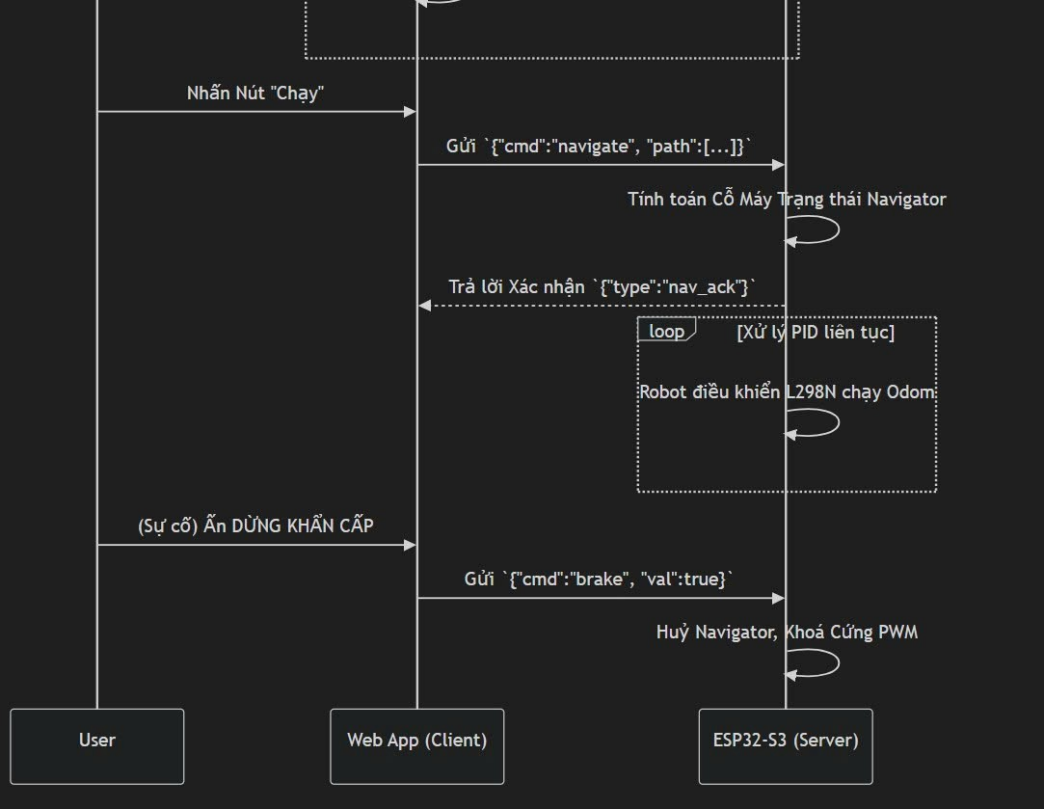 Nhấn Nút "Chạy"
Gửi `{"cmd":"navigate", "path":[...]}`
Tính toán Cỗ Máy Trạng thái Navigator
Trả lời Xác nhận `{"type":"nav_ack"}`
loop
[Xử lý PID liên tục]
Robot điều khiển L298N chạy Odom
(Sự cố) Ấn DỪNG KHẨN CẤP
Gửi `{"cmd":"brake", "val":true}`
Huỷ Navigator, Khoá Cứng PWM
User
Web App (Client)
ESP32-S3 (Server)